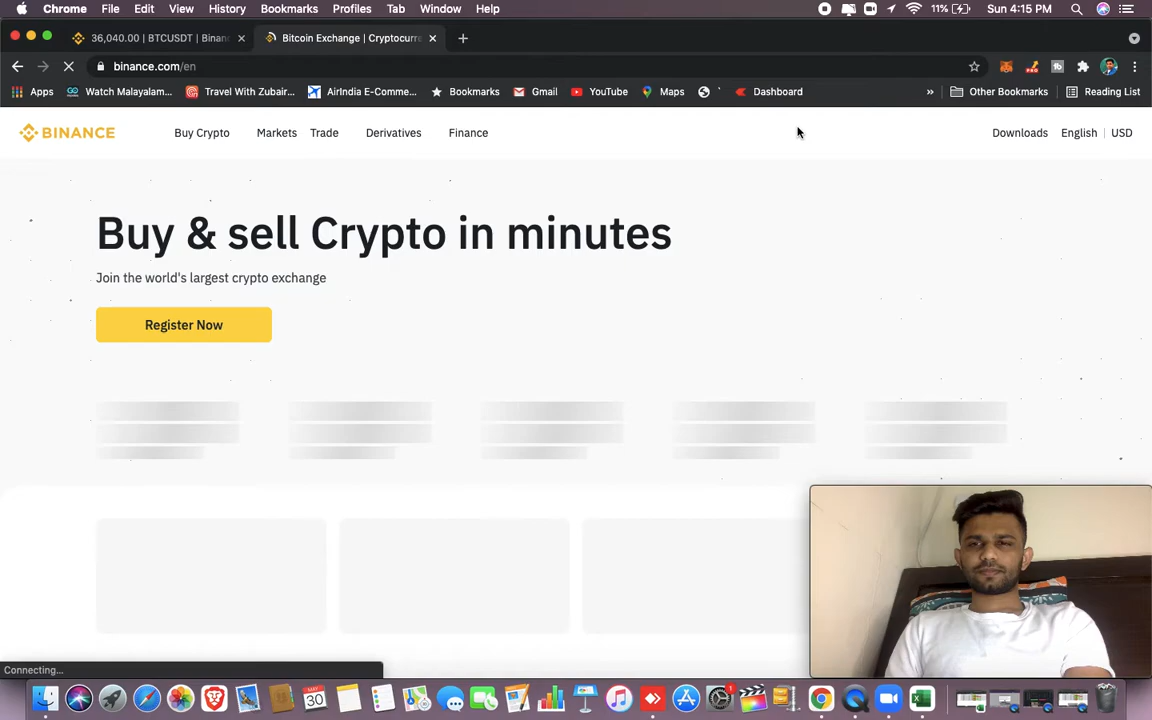 Chrome File Edit View History Bookmarks Profiles Tab Window Help 11% Sun 4:15 PM
36,040.00 | BTCUSDT | Binan Bitcoin Exchange | Cryptocurre
binance.com/en
Apps Watch Malayalam... Travel With Zubair... AirIndia E-Comme... Bookmarks Gmail YouTube Maps Dashboard » Other Bookmarks Reading List
BINANCE Buy Crypto Markets Trade Derivatives Finance Downloads English | USD
Buy & sell Crypto in minutes
Join the world's largest crypto exchange
Register Now
Connecting...
MAY
30